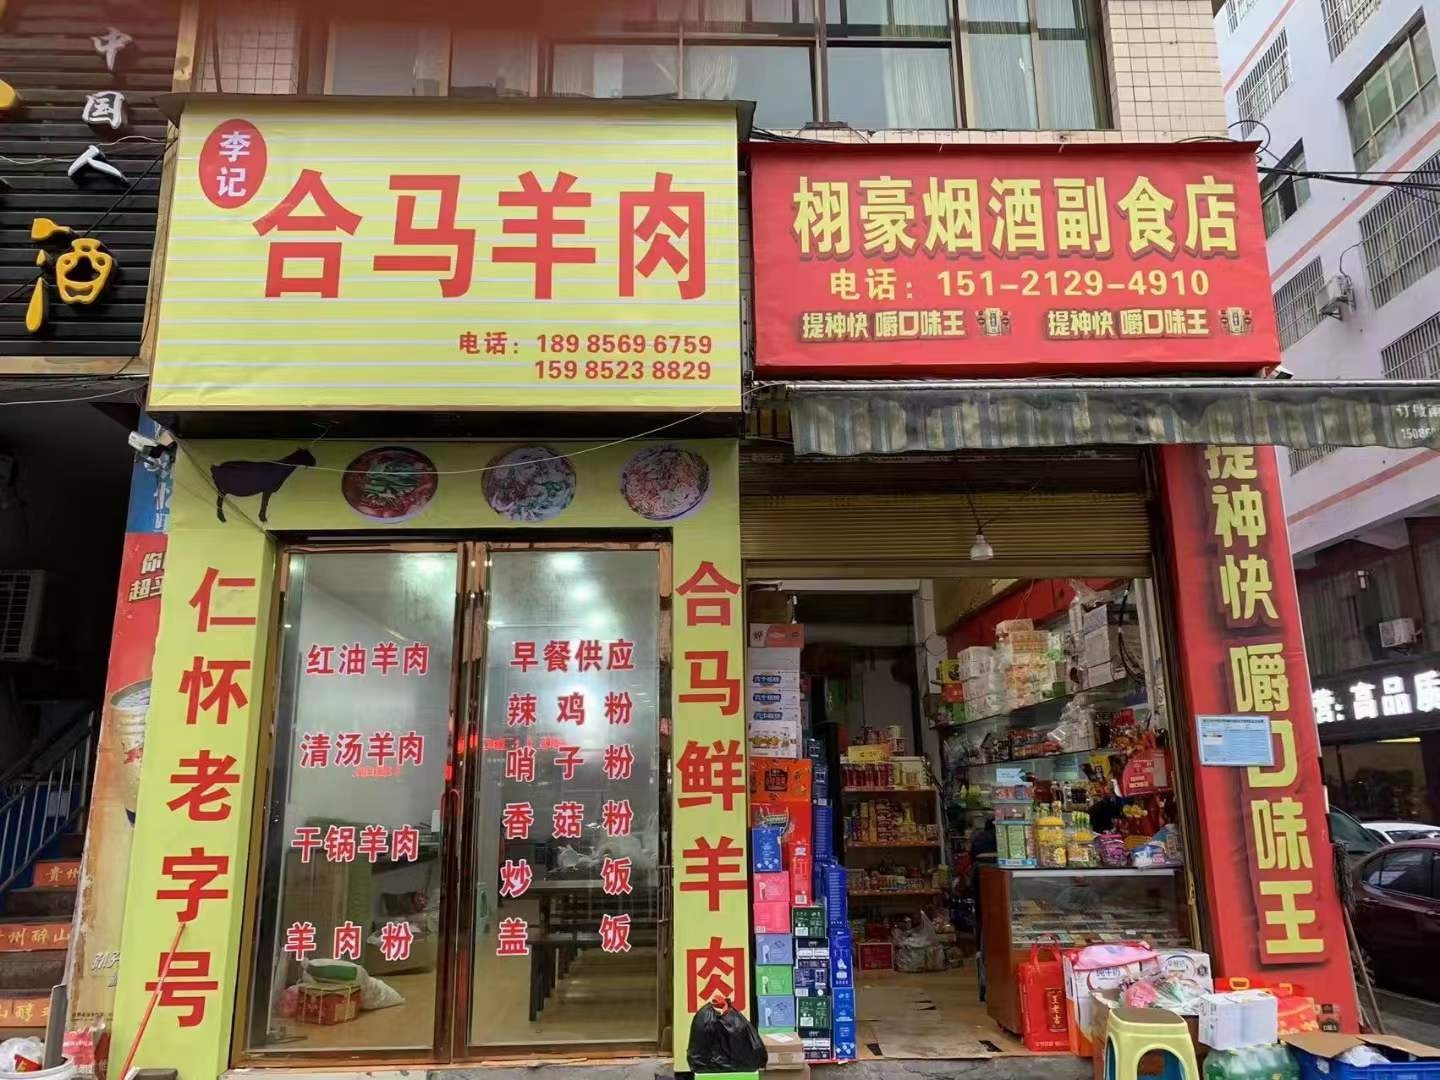 中国人
酒
李记
合马羊肉
电话：189 8569 6759
159 8523 8829
栩豪烟酒副食店
电话：151-2129-4910
提神快 嚼口味王
提神快 嚼口味王
仁怀老字号
红油羊肉
清汤羊肉
干锅羊肉
羊肉粉
早餐供应
辣鸡粉
哨子粉
香菇粉
炒饭
盖饭
合马鲜羊肉
提神快 嚼口味王
高品质
王老吉
贵州